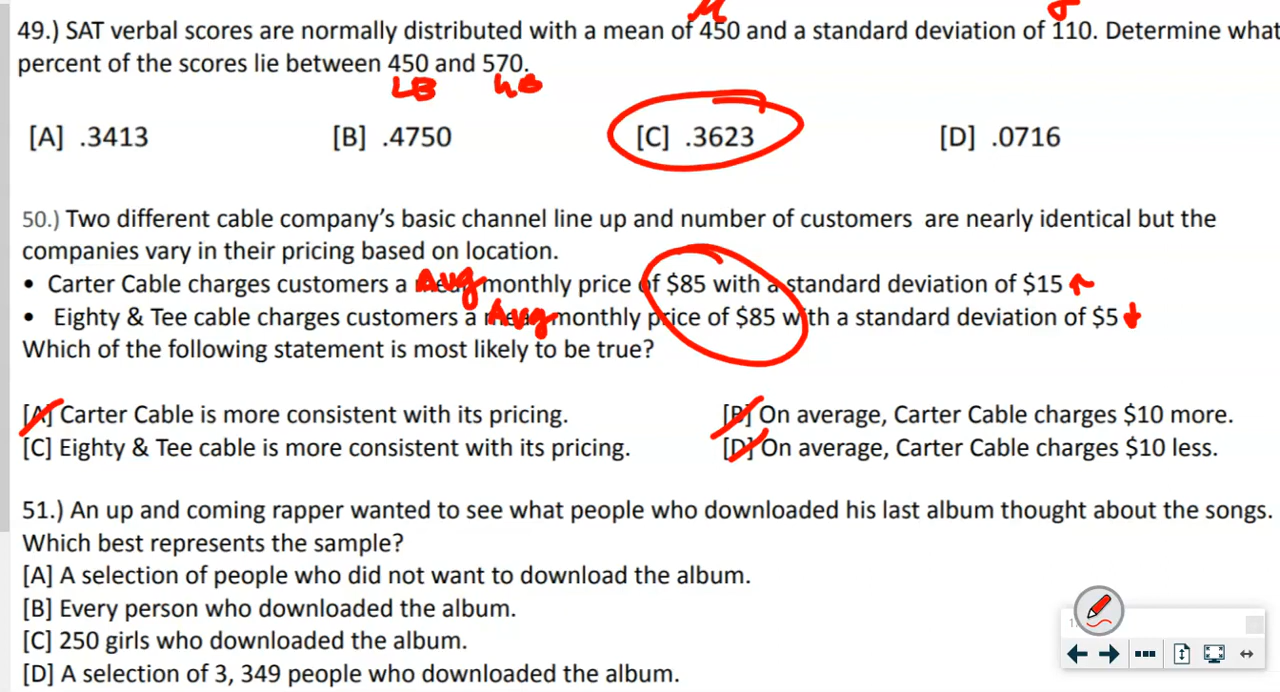 M σ
49.) SAT verbal scores are normally distributed with a mean of 450 and a standard deviation of 110. Determine what
percent of the scores lie between 450 and 570.
LB hB
[A] .3413 [B] .4750 [C] .3623 [D] .0716
50.) Two different cable company's basic channel line up and number of customers are nearly identical but the
companies vary in their pricing based on location.
• Carter Cable charges customers a Avg monthly price of $85 with a standard deviation of $15 ↑
• Eighty & Tee cable charges customers a Avg monthly price of $85 with a standard deviation of $5 ↓
Which of the following statement is most likely to be true?
[A] Carter Cable is more consistent with its pricing. [B] On average, Carter Cable charges $10 more.
[C] Eighty & Tee cable is more consistent with its pricing. [D] On average, Carter Cable charges $10 less.
51.) An up and coming rapper wanted to see what people who downloaded his last album thought about the songs.
Which best represents the sample?
[A] A selection of people who did not want to download the album.
[B] Every person who downloaded the album.
[C] 250 girls who downloaded the album.
[D] A selection of 3, 349 people who downloaded the album.